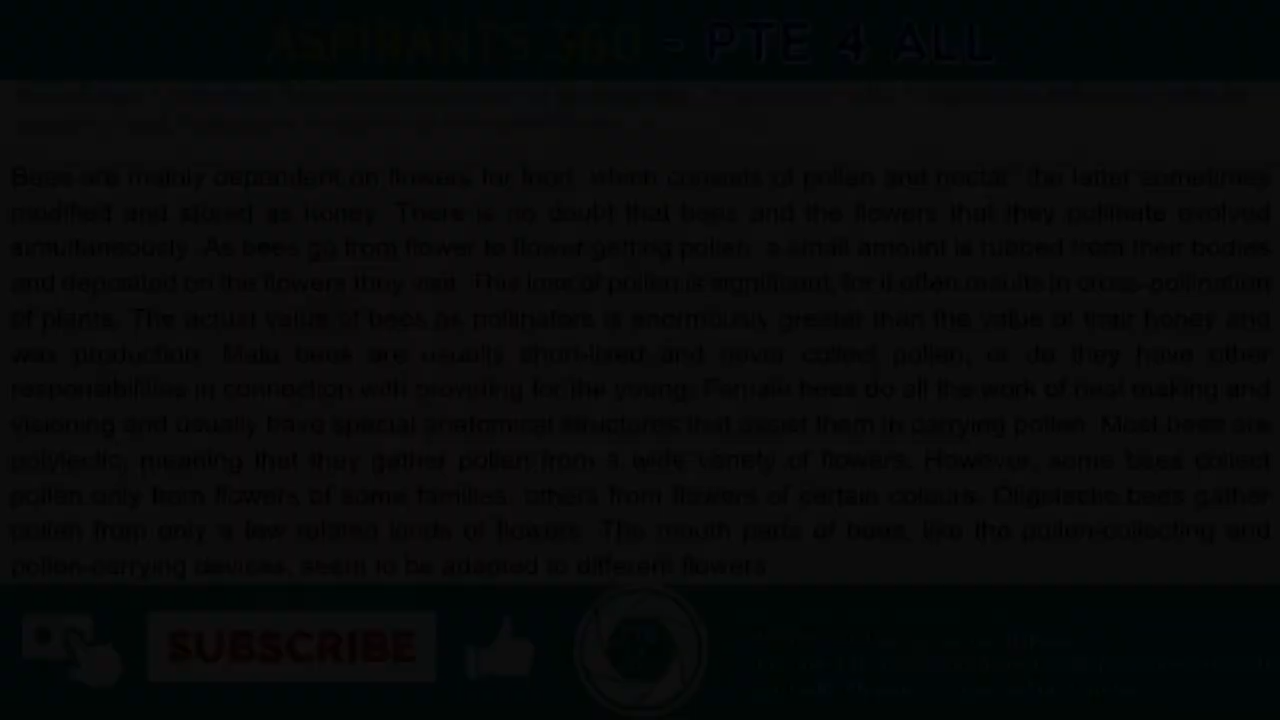 ASPIRANTS 360 - PTE 4 ALL
Bees are mainly dependent on flowers for food, which consists of pollen and nectar, the latter sometimes
modified and stored as honey. There is no doubt that bees and the flowers that they pollinate evolved
simultaneously. As bees go from flower to flower getting pollen, a small amount is rubbed from their bodies
and deposited on the flowers they visit. This loss of pollen is significant, for it often results in cross-pollination
of plants. The actual value of bees as pollinators is enormously greater than the value of their honey and
wax production. Male bees are usually short-lived and never collect pollen, or do they have other
responsibilities in connection with providing for the young. Female bees do all the work of nest making and
visioning and usually have special anatomical structures that assist them in carrying pollen. Most bees are
polylectic, meaning that they gather pollen from a wide variety of flowers. However, some bees collect
pollen only from flowers of some families, others from flowers of certain colours. Oligolectic bees gather
pollen from only a few related kinds of flowers. The mouth parts of bees, like the pollen-collecting and
pollen-carrying devices, seem to be adapted to different flowers
SUBSCRIBE